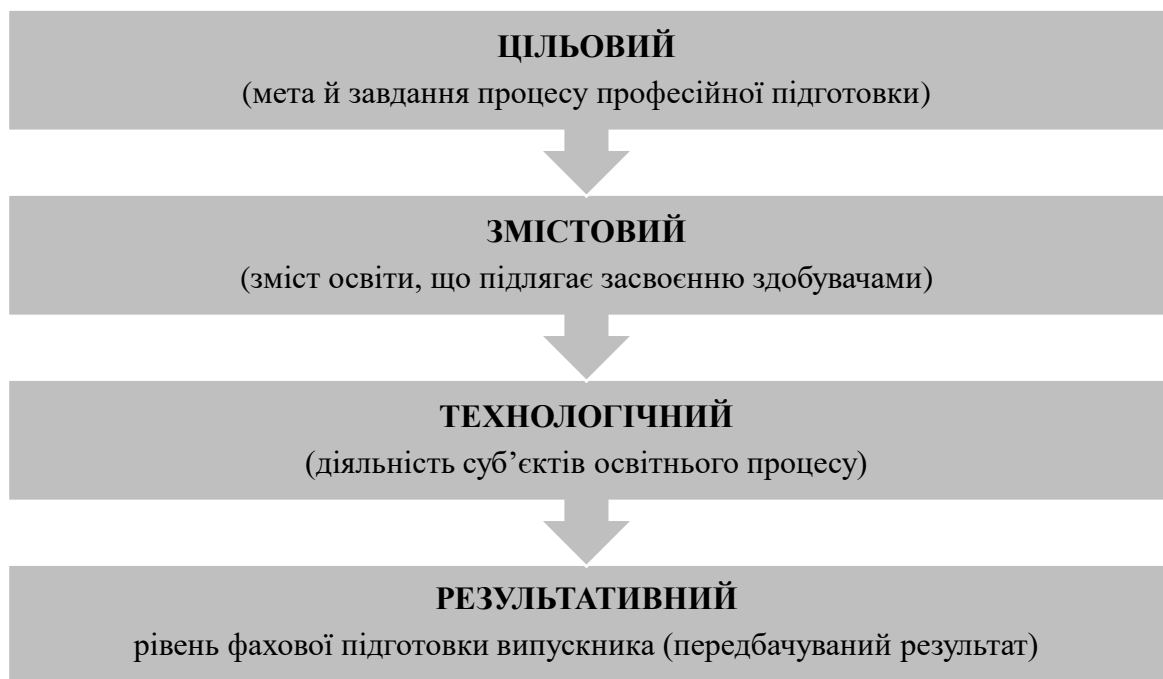 ЦІЛЬОВИЙ
(мета й завдання процесу професійної підготовки)
ЗМІСТОВИЙ
(зміст освіти, що підлягає засвоєнню здобувачами)
ТЕХНОЛОГІЧНИЙ
(діяльність суб’єктів освітнього процесу)
РЕЗУЛЬТАТИВНИЙ
рівень фахової підготовки випускника (передбачуваний результат)